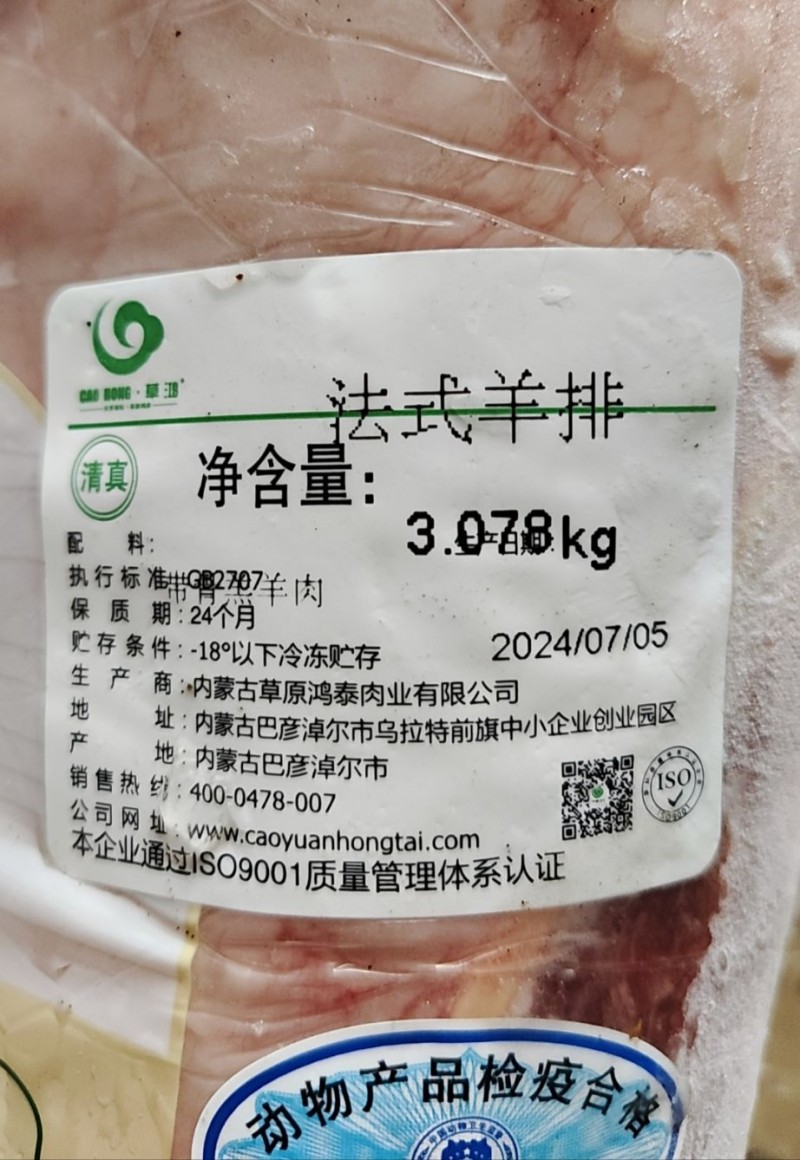 CAO HONG·草鸿
法式羊排
清真
净含量：
3.078kg
生产日期：
配 料：
带骨羔羊肉
执行标准：GB2707
保 质 期：24个月
贮存条件：-18°以下冷冻贮存
2024/07/05
生 产 商：内蒙古草原鸿泰肉业有限公司
地 址：内蒙古巴彦淖尔市乌拉特前旗中小企业创业园区
产 地：内蒙古巴彦淖尔市
销售热线：400-0478-007
公司网址：www.caoyuanhongtai.com
ISO
本企业通过ISO9001质量管理体系认证
动物产品检疫合格